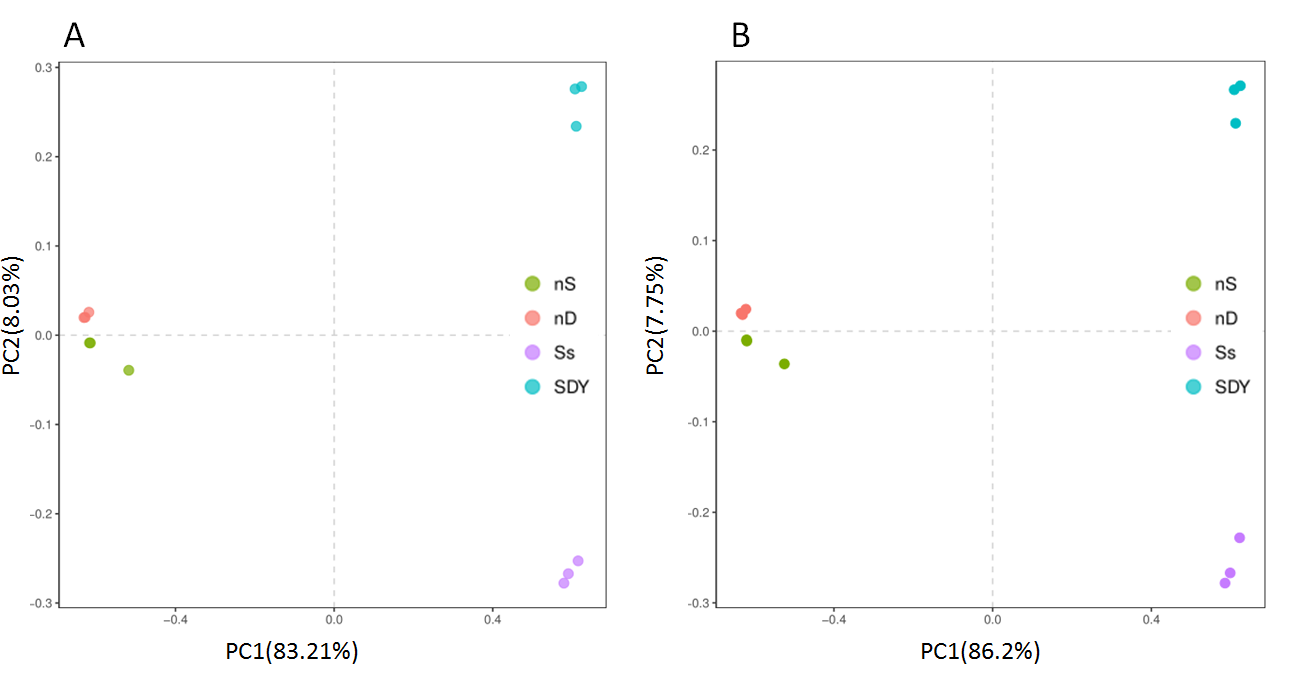 A
0.3
0.2
0.1
0.0
-0.1
-0.2
-0.3
PC2(8.03%)
nS
nD
Ss
SDY
-0.4
0.0
0.4
PC1(83.21%)
B
0.2
0.1
0.0
-0.1
-0.2
-0.3
PC2(7.75%)
nS
nD
Ss
SDY
-0.4
0.0
0.4
PC1(86.2%)